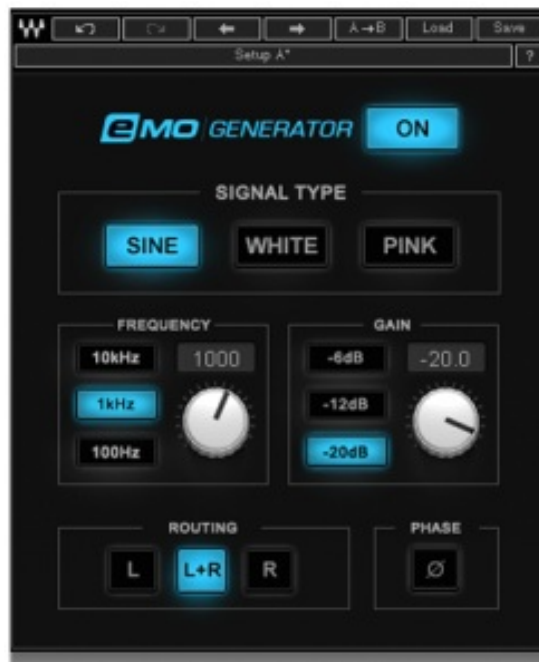 A→B Load Save
Setup A* ?
eMO GENERATOR ON
SIGNAL TYPE
SINE WHITE PINK
FREQUENCY GAIN
10kHz 1000 -6dB -20.0
1kHz -12dB
100Hz -20dB
ROUTING PHASE
L L+R R Ø